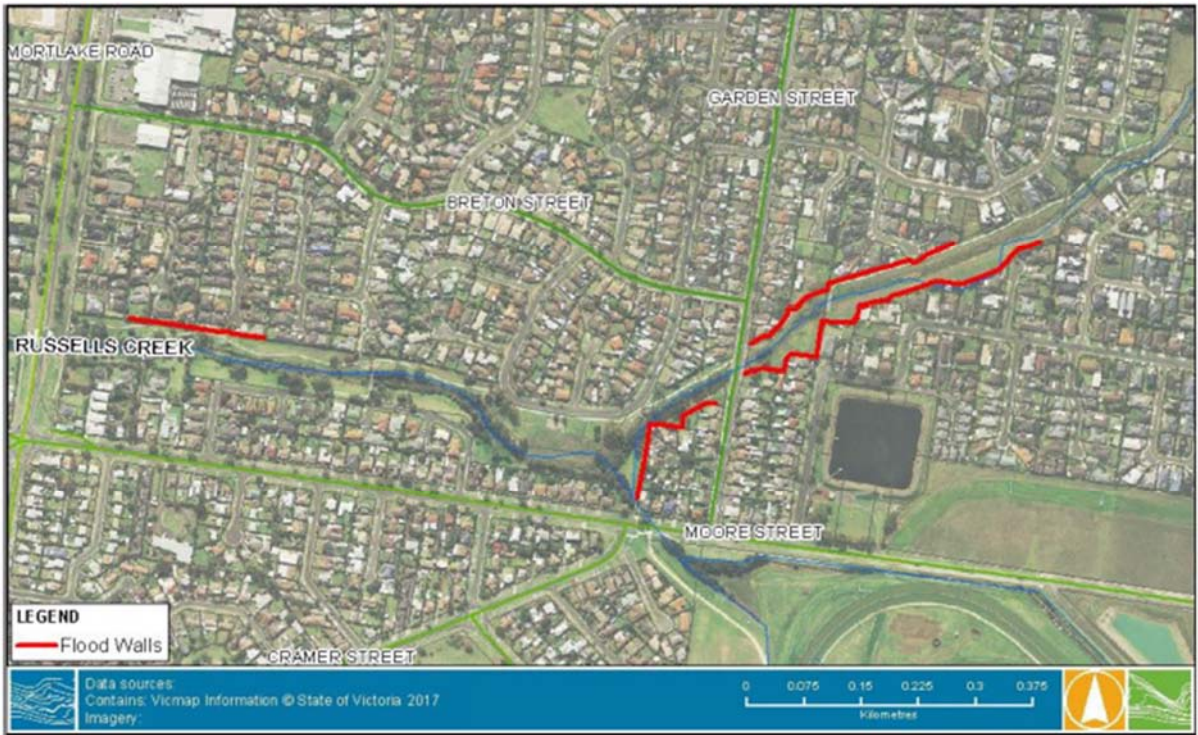 MORTLAKE ROAD
GARDEN STREET
BRETON STREET
RUSSELLS CREEK
MOORE STREET
CRAMER STREET
LEGEND
Flood Walls
Data sources:
Contains: Vicmap Information © State of Victoria 2017
Imagery:
0 0.075 0.15 0.225 0.3 0.375
Kilometres